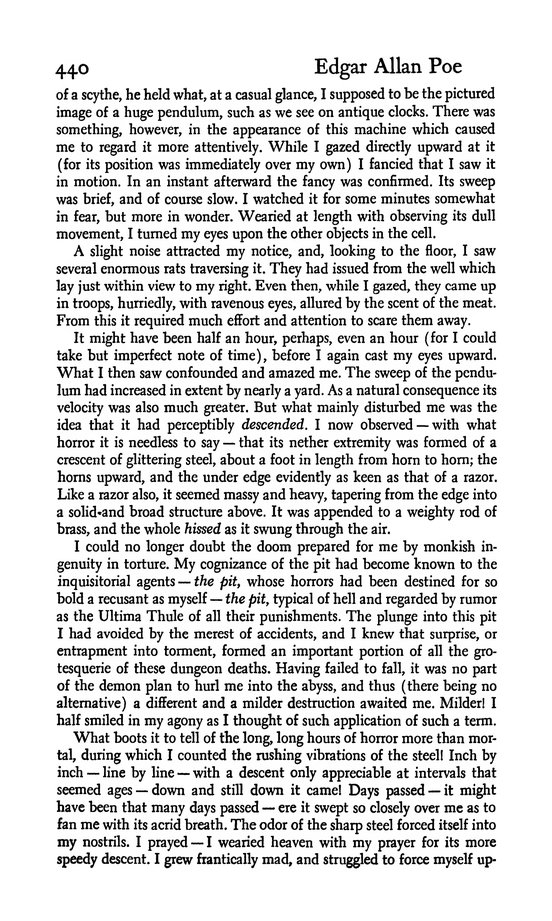 440 Edgar Allan Poe
of a scythe, he held what, at a casual glance, I supposed to be the pictured
image of a huge pendulum, such as we see on antique clocks. There was
something, however, in the appearance of this machine which caused
me to regard it more attentively. While I gazed directly upward at it
(for its position was immediately over my own) I fancied that I saw it
in motion. In an instant afterward the fancy was confirmed. Its sweep
was brief, and of course slow. I watched it for some minutes somewhat
in fear, but more in wonder. Wearied at length with observing its dull
movement, I turned my eyes upon the other objects in the cell.
A slight noise attracted my notice, and, looking to the floor, I saw
several enormous rats traversing it. They had issued from the well which
lay just within view to my right. Even then, while I gazed, they came up
in troops, hurriedly, with ravenous eyes, allured by the scent of the meat.
From this it required much effort and attention to scare them away.
It might have been half an hour, perhaps, even an hour (for I could
take but imperfect note of time), before I again cast my eyes upward.
What I then saw confounded and amazed me. The sweep of the pendu-
lum had increased in extent by nearly a yard. As a natural consequence its
velocity was also much greater. But what mainly disturbed me was the
idea that it had perceptibly descended. I now observed — with what
horror it is needless to say — that its nether extremity was formed of a
crescent of glittering steel, about a foot in length from horn to horn; the
horns upward, and the under edge evidently as keen as that of a razor.
Like a razor also, it seemed massy and heavy, tapering from the edge into
a solid•and broad structure above. It was appended to a weighty rod of
brass, and the whole hissed as it swung through the air.
I could no longer doubt the doom prepared for me by monkish in-
genuity in torture. My cognizance of the pit had become known to the
inquisitorial agents — the pit, whose horrors had been destined for so
bold a recusant as myself — the pit, typical of hell and regarded by rumor
as the Ultima Thule of all their punishments. The plunge into this pit
I had avoided by the merest of accidents, and I knew that surprise, or
entrapment into torment, formed an important portion of all the gro-
tesquerie of these dungeon deaths. Having failed to fall, it was no part
of the demon plan to hurl me into the abyss, and thus (there being no
alternative) a different and a milder destruction awaited me. Milder! I
half smiled in my agony as I thought of such application of such a term.
What boots it to tell of the long, long hours of horror more than mor-
tal, during which I counted the rushing vibrations of the steel! Inch by
inch — line by line — with a descent only appreciable at intervals that
seemed ages — down and still down it came! Days passed — it might
have been that many days passed — ere it swept so closely over me as to
fan me with its acrid breath. The odor of the sharp steel forced itself into
my nostrils. I prayed — I wearied heaven with my prayer for its more
speedy descent. I grew frantically mad, and struggled to force myself up-